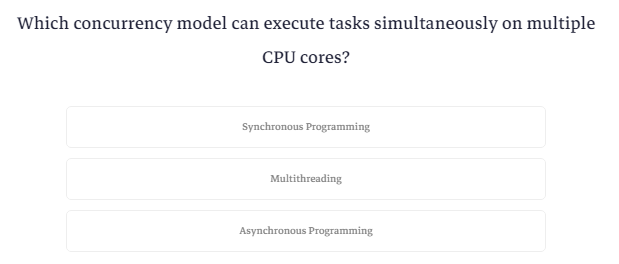 Which concurrency model can execute tasks simultaneously on multiple
CPU cores?
Synchronous Programming
Multithreading
Asynchronous Programming